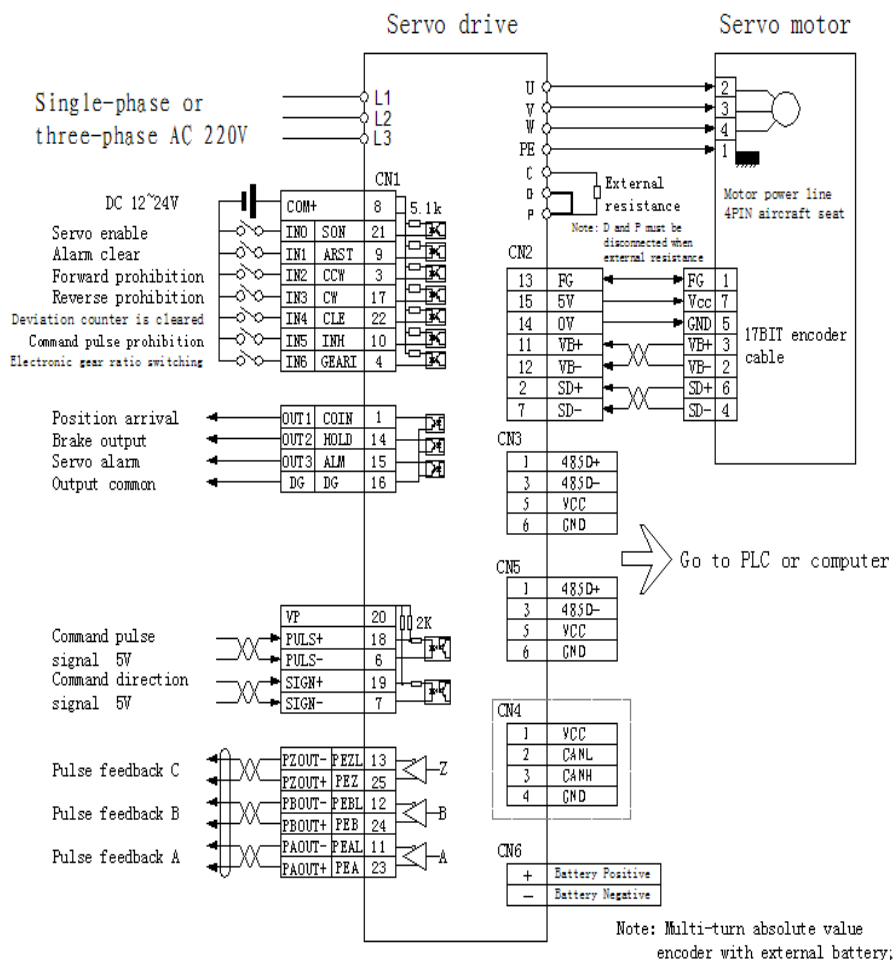 Servo drive
Servo motor
Single-phase or
three-phase AC 220V
L1
L2
L3
U
V
W
PE
C
D
P
2
3
4
1
External
resistance
Note: D and P must be
disconnected when
external resistance
Motor power line
4PIN aircraft seat
CN1
DC 12~24V
COM+ 8 5.1k
Servo enable IN0 SON 21
Alarm clear IN1 ARST 9
Forward prohibition IN2 CCW 3
Reverse prohibition IN3 CW 17
Deviation counter is cleared IN4 CLE 22
Command pulse prohibition IN5 INH 10
Electronic gear ratio switching IN6 GEARI 4
CN2
13 FG FG 1
15 5V Vcc 7
14 0V GND 5
11 VB+ VB+ 3
12 VB- VB- 2
2 SD+ SD+ 6
7 SD- SD- 4
17BIT encoder
cable
Position arrival OUT1 COIN 1
Brake output OUT2 HOLD 14
Servo alarm OUT3 ALM 15
Output common DG DG 16
CN3
1 485D+
3 485D-
5 VCC
6 GND
Go to PLC or computer
CN5
1 485D+
3 485D-
5 VCC
6 GND
VP 20 2K
Command pulse PULS+ 18
signal 5V PULS- 6
Command direction SIGN+ 19
signal 5V SIGN- 7
CN4
1 VCC
2 CANL
3 CANH
4 GND
Pulse feedback C
PZOUT- PEZL 13
PZOUT+ PEZ 25
Z
Pulse feedback B
PBOUT- PEBL 12
PBOUT+ PEB 24
B
Pulse feedback A
PAOUT- PEAL 11
PAOUT+ PEA 23
A
CN6
+ Battery Positive
- Battery Negative
Note: Multi-turn absolute value
encoder with external battery;